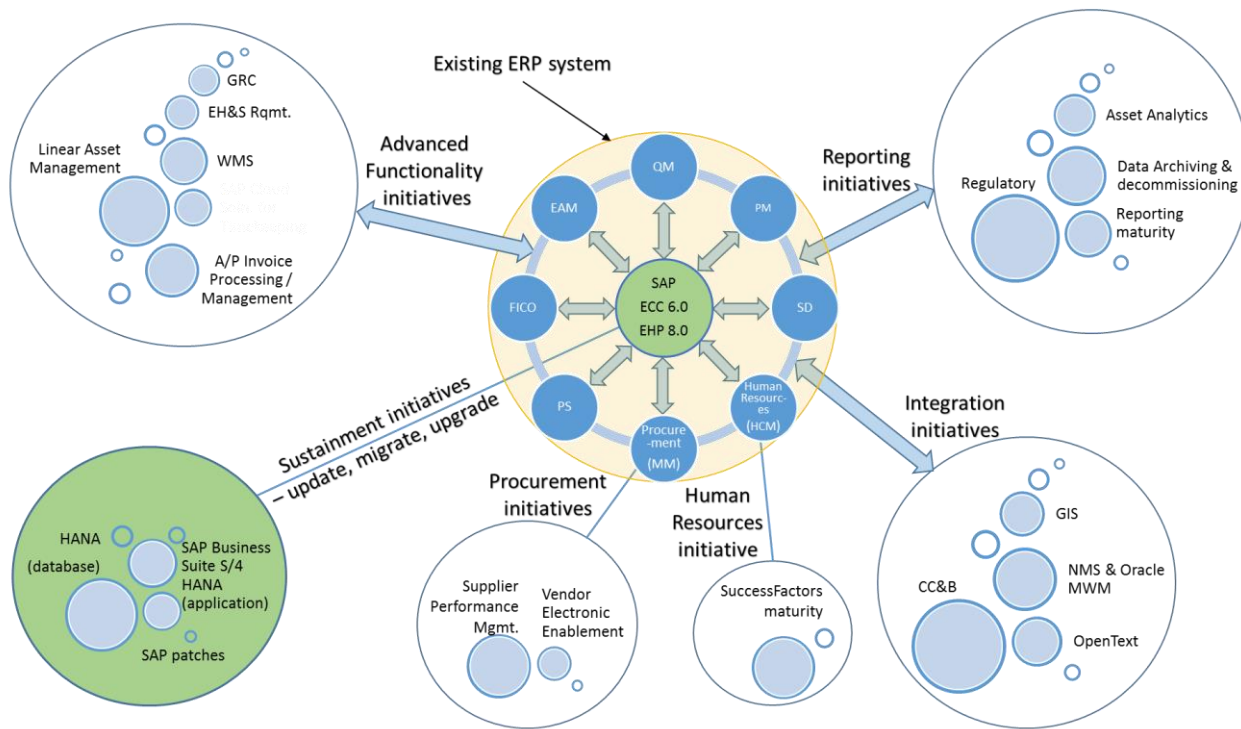 Existing ERP system
GRC
EH&S Rqmt.
Linear Asset
Management
WMS
A/P Invoice
Processing /
Management
Advanced
Functionality
initiatives
QM
EAM
PM
FICO
SAP
ECC 6.0
EHP 8.0
SD
PS
Procure
-ment
(MM)
Human
Resourc-
es
(HCM)
Reporting
initiatives
Asset Analytics
Data Archiving &
decommissioning
Regulatory
Reporting
maturity
Sustainment initiatives
– update, migrate, upgrade
HANA
(database)
SAP Business
Suite S/4
HANA
(application)
SAP patches
Procurement
initiatives
Supplier
Performance
Mgmt.
Vendor
Electronic
Enablement
Human
Resources
initiative
SuccessFactors
maturity
Integration
initiatives
GIS
NMS & Oracle
MWM
CC&B
OpenText